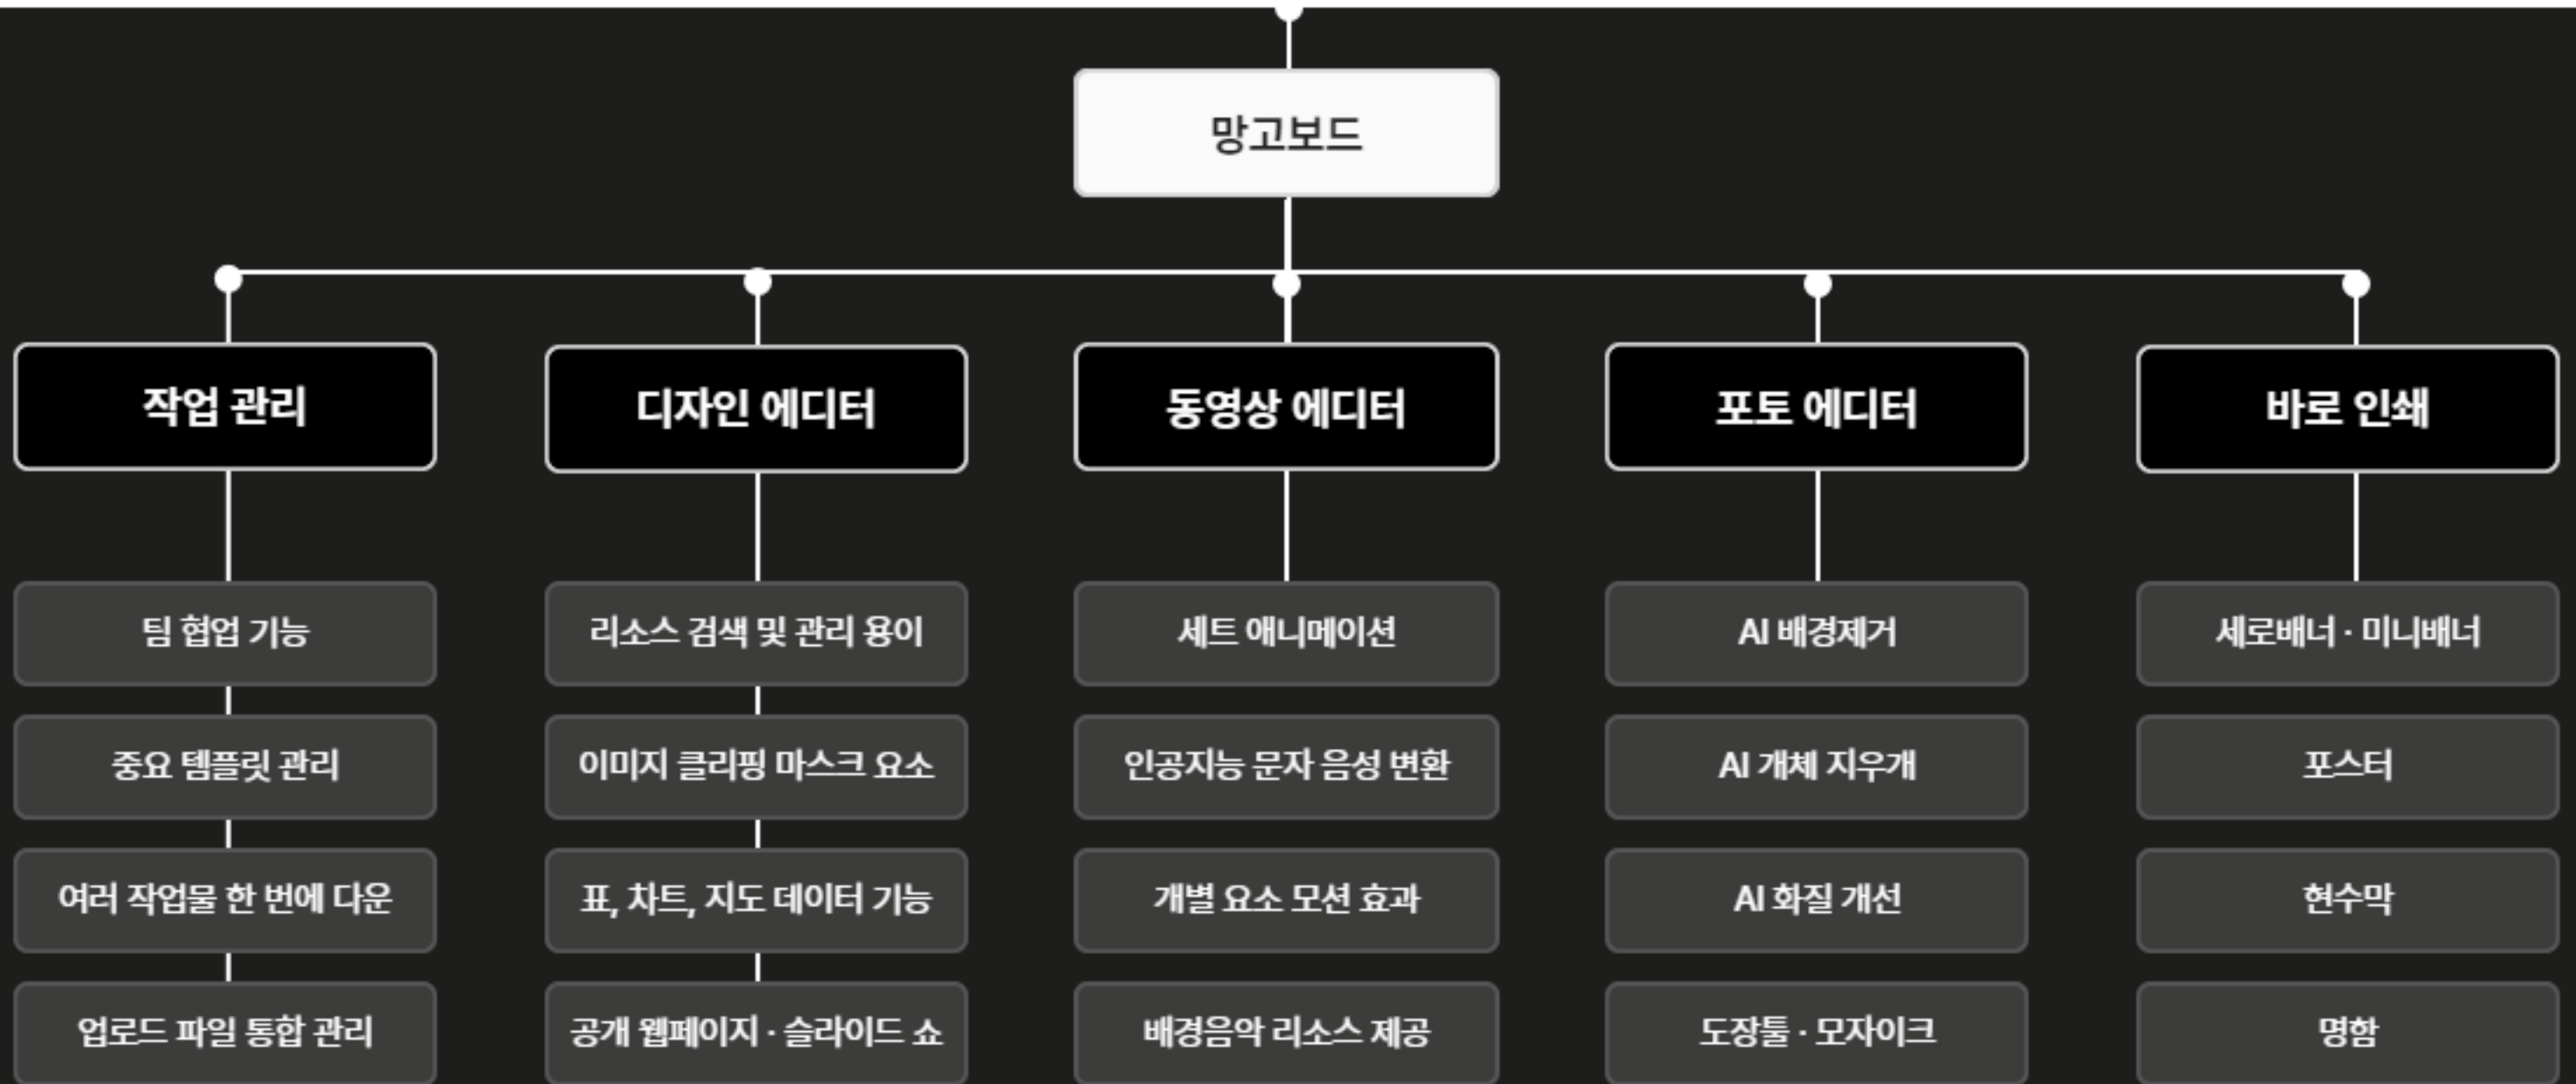 망고보드
작업 관리
디자인 에디터
동영상 에디터
포토 에디터
바로 인쇄
팀 협업 기능
리소스 검색 및 관리 용이
세트 애니메이션
AI 배경제거
세로배너 · 미니배너
중요 템플릿 관리
이미지 클리핑 마스크 요소
인공지능 문자 음성 변환
AI 개체 지우개
포스터
여러 작업물 한 번에 다운
표, 차트, 지도 데이터 기능
개별 요소 모션 효과
AI 화질 개선
현수막
업로드 파일 통합 관리
공개 웹페이지 · 슬라이드 쇼
배경음악 리소스 제공
도장툴 · 모자이크
명함